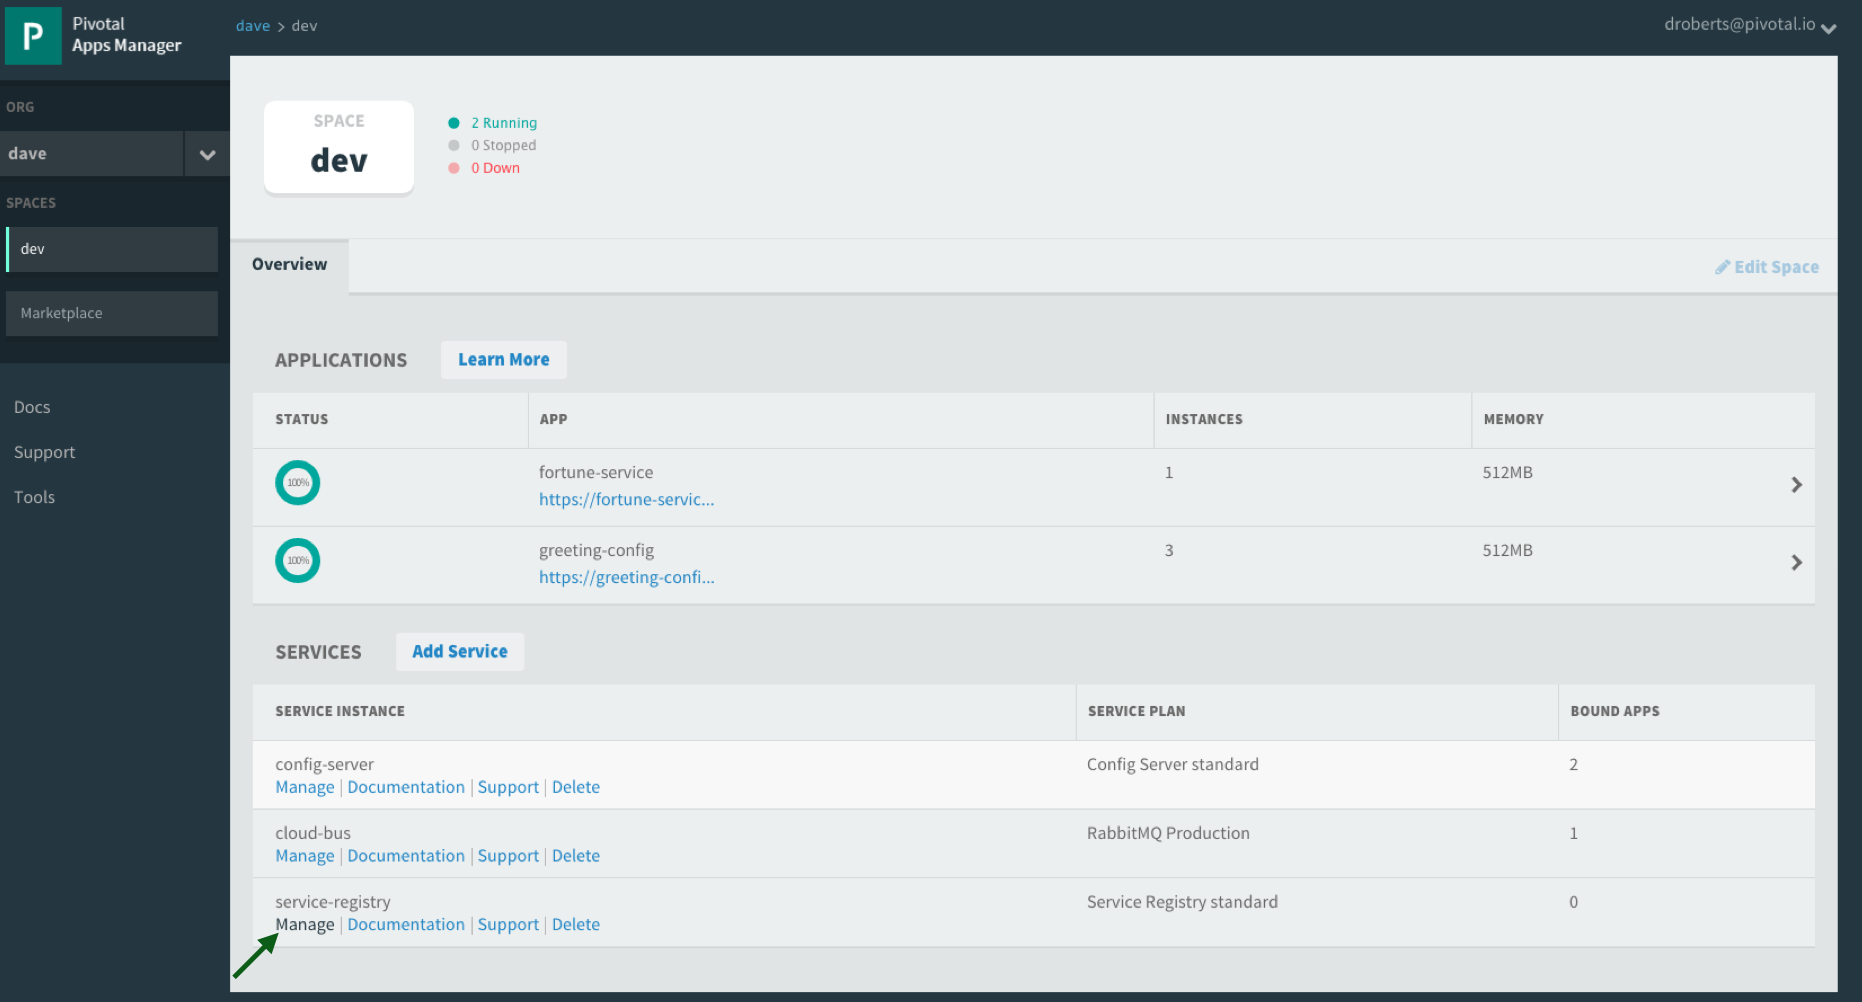 P
Pivotal
Apps Manager
dave > dev
droberts@pivotal.io
ORG
dave
SPACES
dev
Marketplace
Docs
Support
Tools
SPACE
dev
2 Running
0 Stopped
0 Down
Overview
Edit Space
APPLICATIONS
Learn More
STATUS APP INSTANCES MEMORY
100% fortune-service 1 512MB
https://fortune-servic...
100% greeting-config 3 512MB
https://greeting-confi...
SERVICES
Add Service
SERVICE INSTANCE SERVICE PLAN BOUND APPS
config-server Config Server standard 2
Manage | Documentation | Support | Delete
cloud-bus RabbitMQ Production 1
Manage | Documentation | Support | Delete
service-registry Service Registry standard 0
Manage | Documentation | Support | Delete